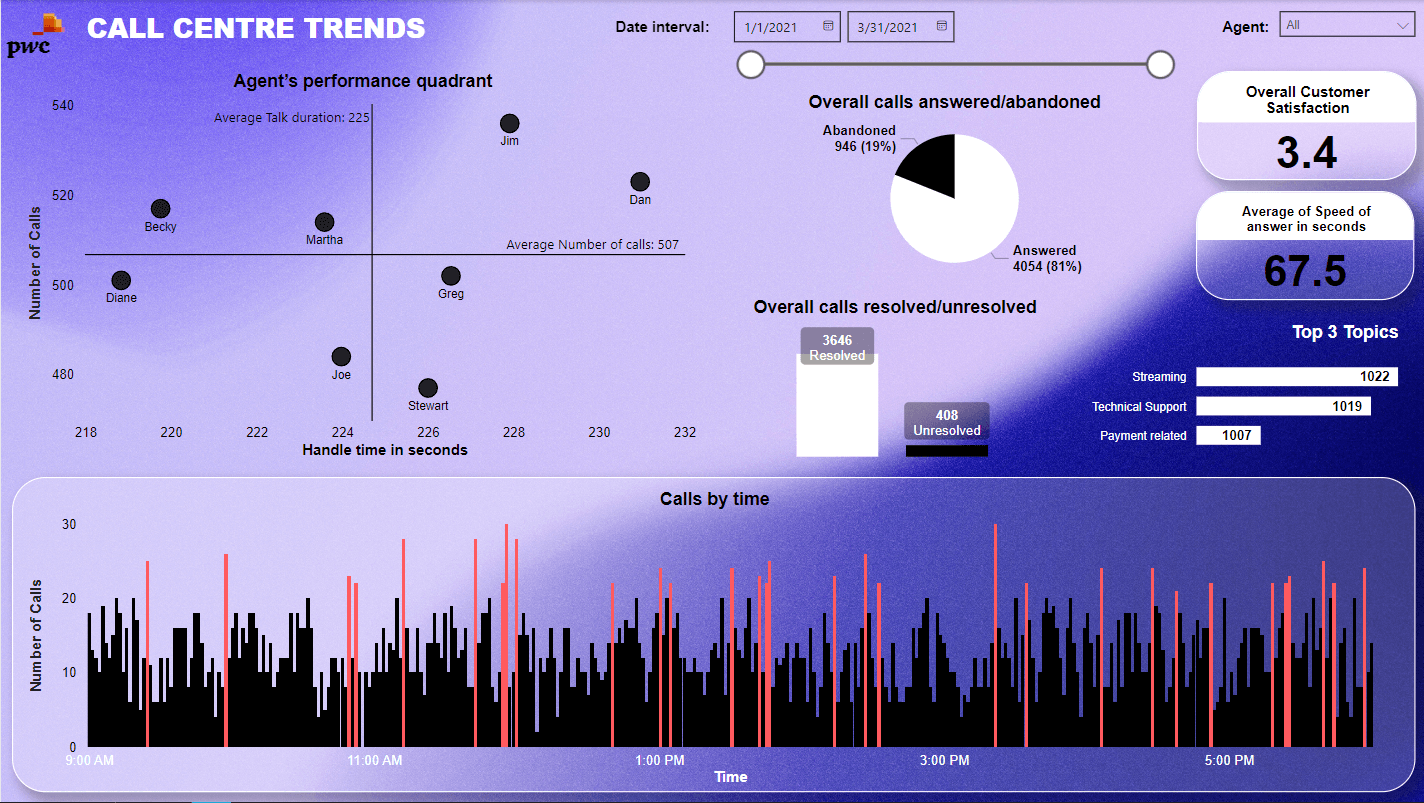 pwc
CALL CENTRE TRENDS
Date interval:
1/1/2021
3/31/2021
Agent:
All
Agent’s performance quadrant
540
520
500
480
Number of Calls
Average Talk duration: 225
Average Number of calls: 507
Jim
Dan
Becky
Martha
Diane
Greg
Joe
Stewart
218
220
222
224
226
228
230
232
Handle time in seconds
Overall calls answered/abandoned
Abandoned
946 (19%)
Answered
4054 (81%)
Overall calls resolved/unresolved
3646
Resolved
408
Unresolved
Overall Customer
Satisfaction
3.4
Average of Speed of
answer in seconds
67.5
Top 3 Topics
Streaming
1022
Technical Support
1019
Payment related
1007
Calls by time
30
20
10
0
Number of Calls
9:00 AM
11:00 AM
1:00 PM
3:00 PM
5:00 PM
Time